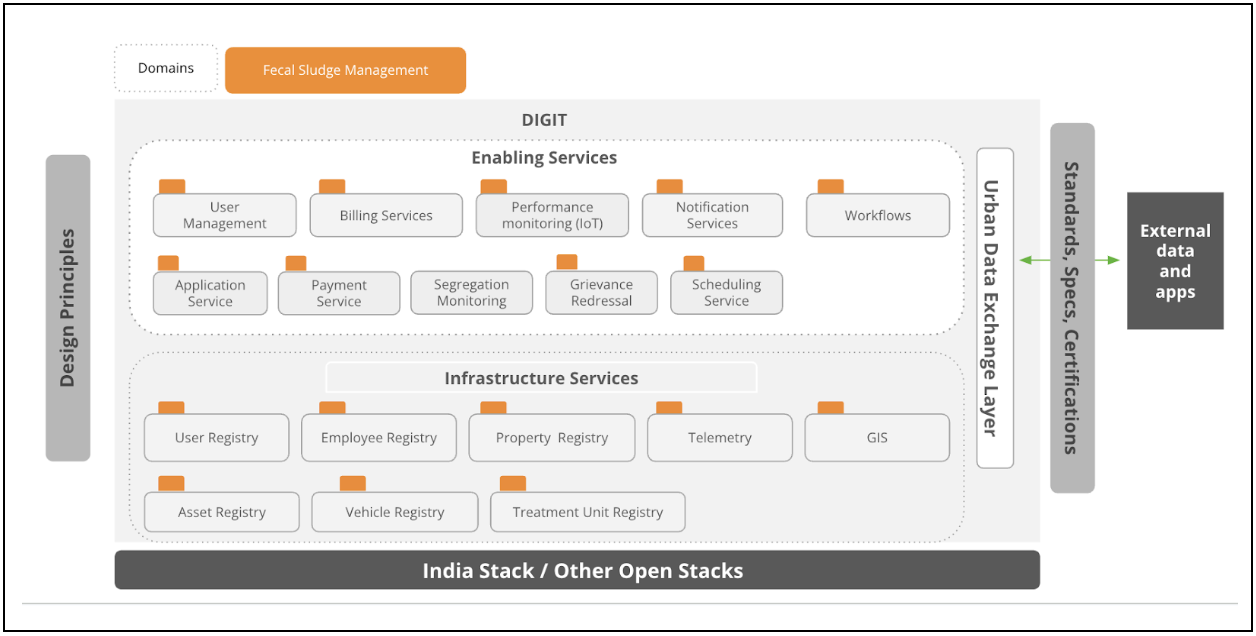 Domains
Fecal Sludge Management
DIGIT
Enabling Services
User
Management
Billing Services
Performance
monitoring (IoT)
Notification
Services
Workflows
Application
Service
Payment
Service
Segregation
Monitoring
Grievance
Redressal
Scheduling
Service
Infrastructure Services
User Registry
Employee Registry
Property Registry
Telemetry
GIS
Asset Registry
Vehicle Registry
Treatment Unit Registry
India Stack / Other Open Stacks
Design Principles
Urban Data Exchange Layer
Standards, Specs, Certifications
External
data
and
apps